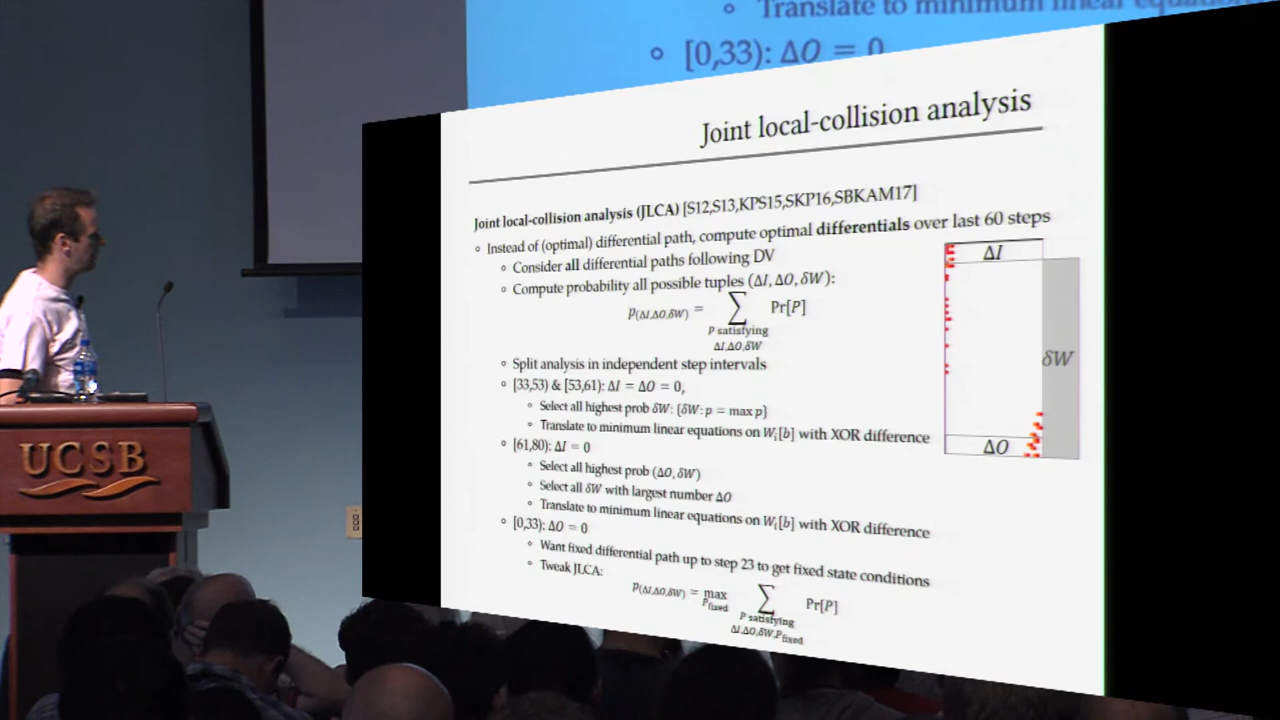 Translate to minimum linear equations
[0,33): ΔO = 0
Joint local-collision analysis
Joint local-collision analysis (JLCA) [S12,S13,KPS15,SKP16,SBKAM17]
Instead of (optimal) differential path, compute optimal differentials over last 60 steps
Consider all differential paths following DV
Compute probability all possible tuples (ΔI, ΔO, δW):
p(ΔI,ΔO,δW) = ∑ Pr[P]
P satisfying
ΔI,ΔO,δW
Split analysis in independent step intervals
[33,53) & [53,61): ΔI = ΔO = 0,
Select all highest prob δW: {δW: p = max p}
Translate to minimum linear equations on Wi[b] with XOR difference
[61,80): ΔI = 0
Select all highest prob (ΔO, δW)
Select all δW with largest number ΔO
Translate to minimum linear equations on Wi[b] with XOR difference
[0,33): ΔO = 0
Want fixed differential path up to step 23 to get fixed state conditions
Tweak JLCA:
p(ΔI,ΔO,δW) = max ∑ Pr[P]
Pfixed P satisfying
ΔI,ΔO,δW,Pfixed
ΔI
δW
ΔO
UCSB